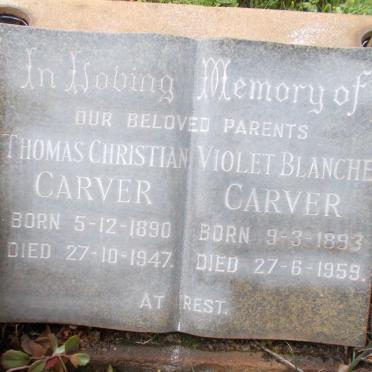 In Loving Memory of
OUR BELOVED PARENTS
THOMAS CHRISTIAN
CARVER
BORN 5-12-1890
DIED 27-10-1947.
VIOLET BLANCHE
CARVER
BORN 9-3-1893
DIED 27-6-1959.
AT REST.